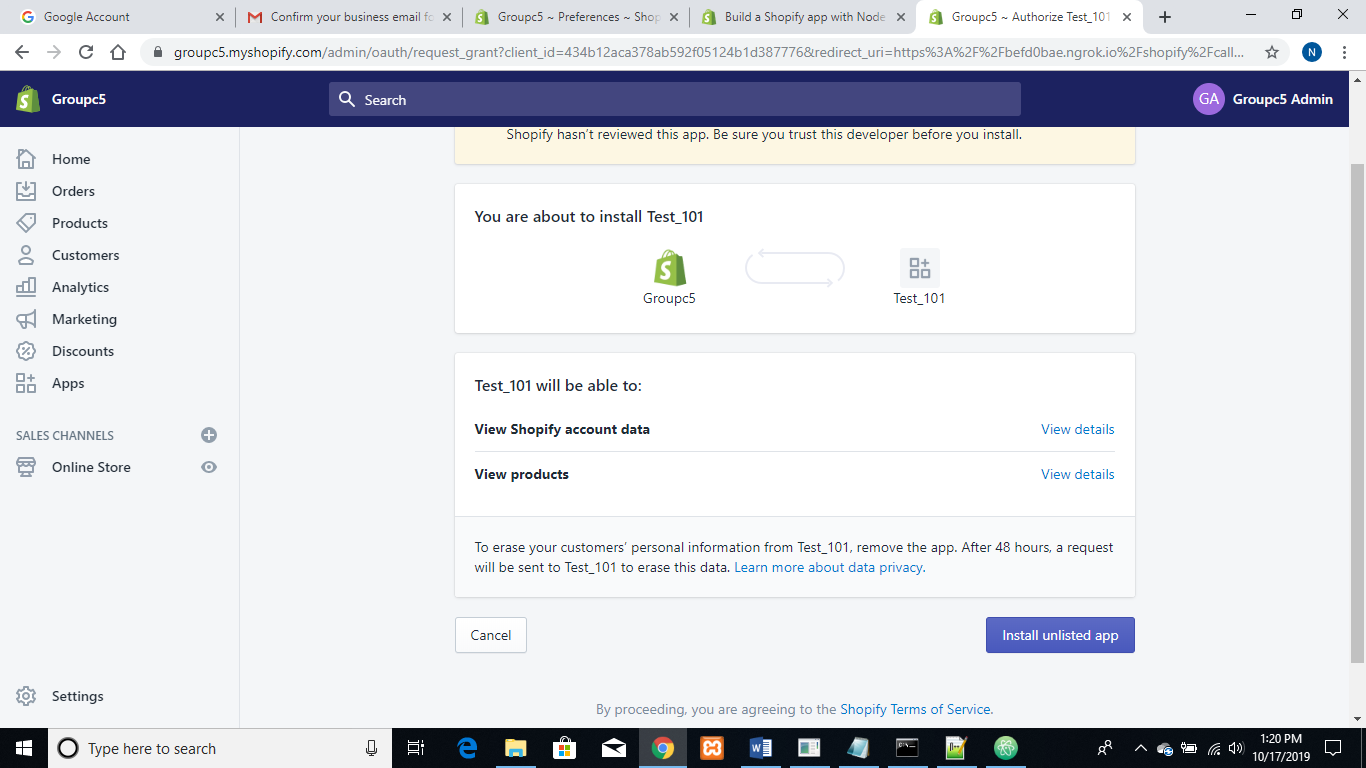 Google Account
Confirm your business email fo
Groupc5 ~ Preferences ~ Shop
Build a Shopify app with Node
Groupc5 ~ Authorize Test_101
groupc5.myshopify.com/admin/oauth/request_grant?client_id=434b12aca378ab592f05124b1d387776&redirect_uri=https%3A%2F%2Fbefd0bae.ngrok.io%2Fshopify%2Fcall...
N
Groupc5
Search
GA
Groupc5 Admin
Home
Orders
Products
Customers
Analytics
Marketing
Discounts
Apps
SALES CHANNELS
Online Store
Settings
Shopify hasn't reviewed this app. Be sure you trust this developer before you install.
You are about to install Test_101
Groupc5
Test_101
Test_101 will be able to:
View Shopify account data
View details
View products
View details
To erase your customers' personal information from Test_101, remove the app. After 48 hours, a request
will be sent to Test_101 to erase this data. Learn more about data privacy.
Cancel
Install unlisted app
By proceeding, you are agreeing to the Shopify Terms of Service.
Type here to search
1:20 PM
10/17/2019